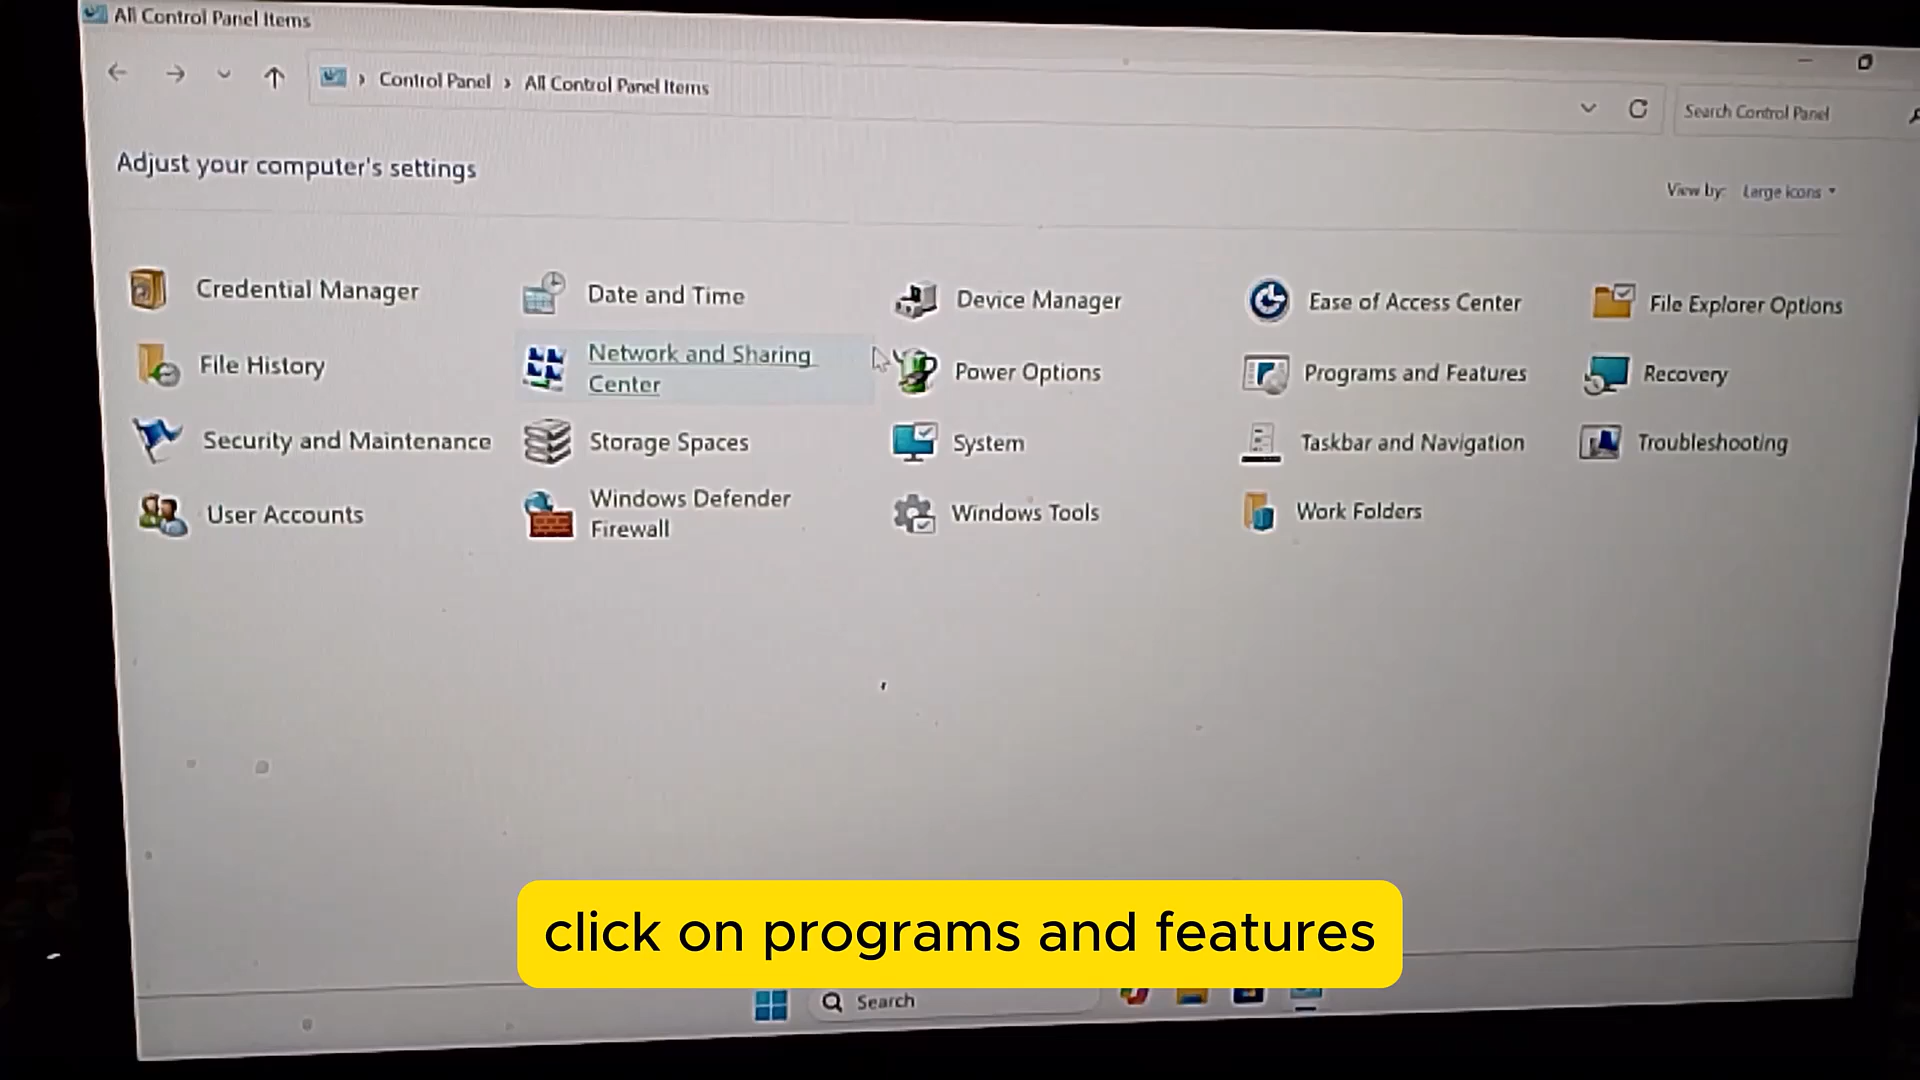 All Control Panel Items
Control Panel › All Control Panel Items
Search Control Panel
Adjust your computer's settings
View by: Large icons
Credential Manager
Date and Time
Device Manager
Ease of Access Center
File Explorer Options
File History
Network and Sharing
Center
Power Options
Programs and Features
Recovery
Security and Maintenance
Storage Spaces
System
Taskbar and Navigation
Troubleshooting
User Accounts
Windows Defender
Firewall
Windows Tools
Work Folders
click on programs and features
Search